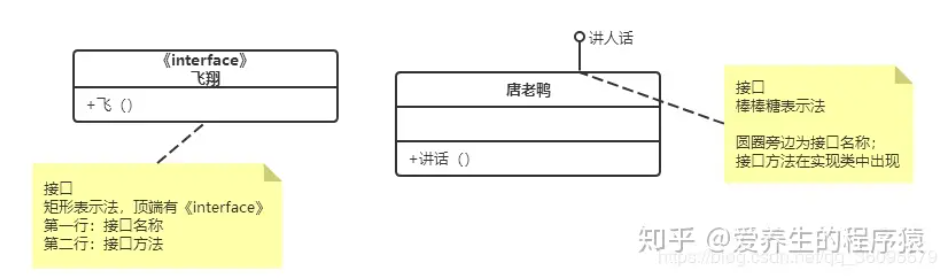 《interface》
飞翔
+飞（）
接口
矩形表示法，顶端有《interface》
第一行：接口名称
第二行：接口方法
讲人话
唐老鸭
+讲话（）
接口
棒棒糖表示法
圆圈旁边为接口名称；
接口方法在实现类中出现
知乎 @爱养生的程序猿
https://blog.csdn.net/qq_36095679